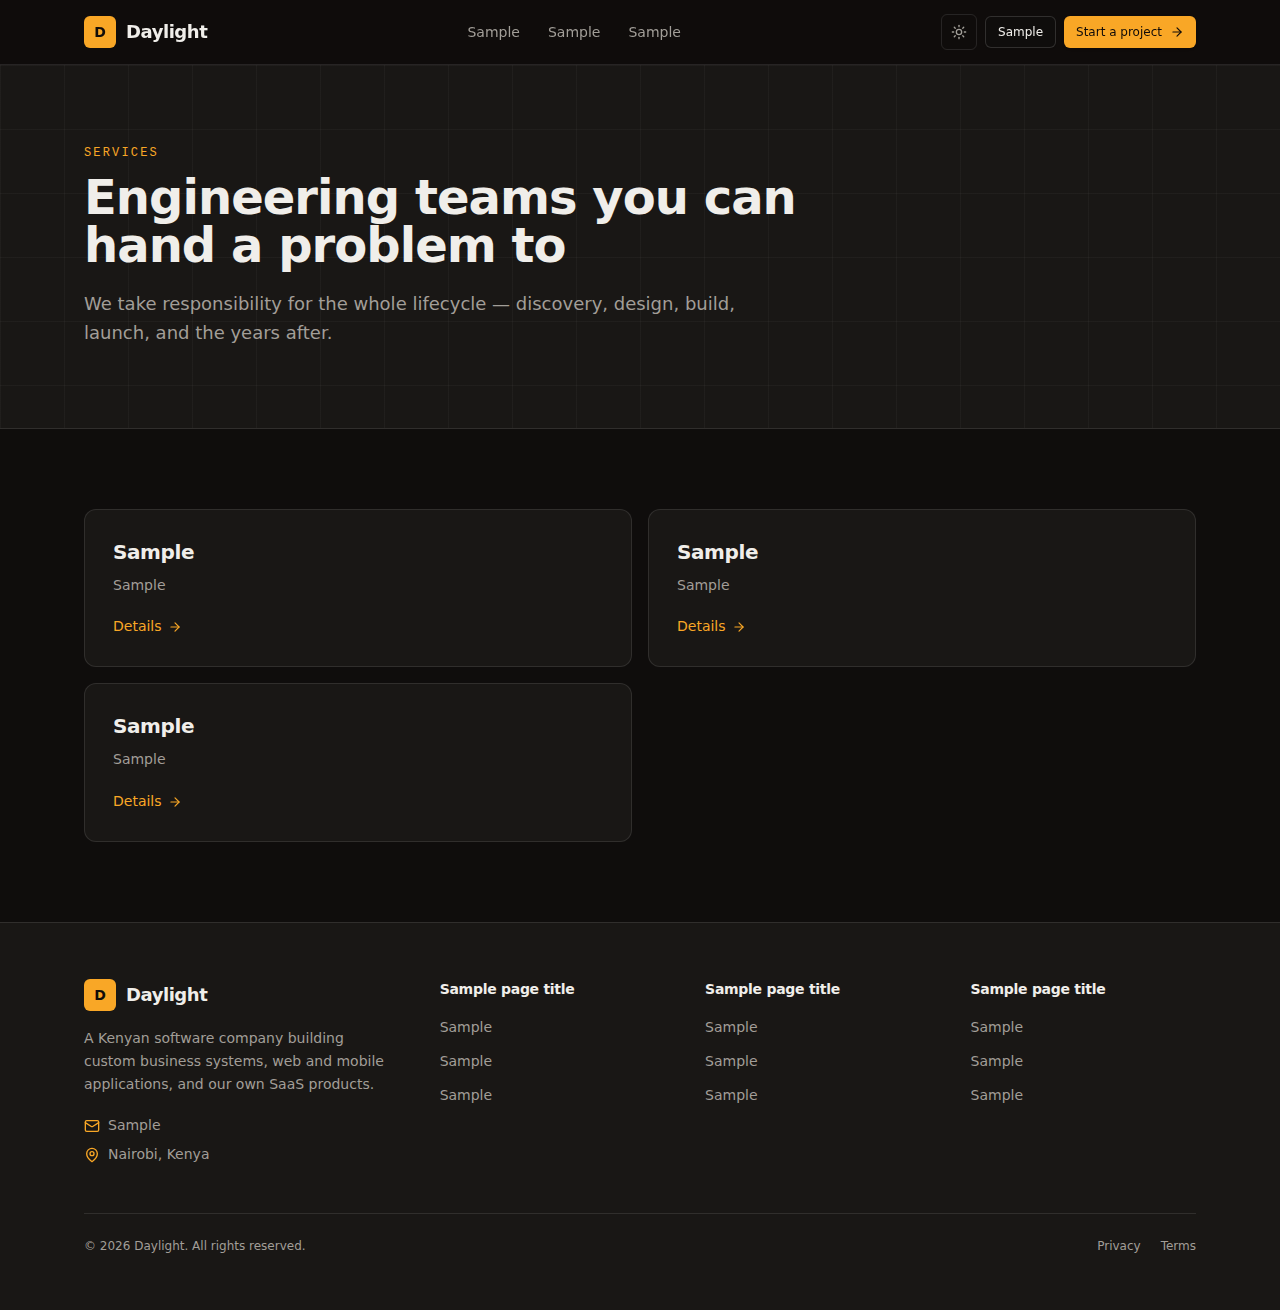 D Daylight
Sample Sample Sample
Sample
Start a project
SERVICES
Engineering teams you can
hand a problem to
We take responsibility for the whole lifecycle — discovery, design, build,
launch, and the years after.
Sample
Sample
Details
Sample
Sample
Details
Sample
Sample
Details
D Daylight
A Kenyan software company building
custom business systems, web and mobile
applications, and our own SaaS products.
Sample
Nairobi, Kenya
Sample page title
Sample
Sample
Sample
Sample page title
Sample
Sample
Sample
Sample page title
Sample
Sample
Sample
© 2026 Daylight. All rights reserved.
Privacy Terms